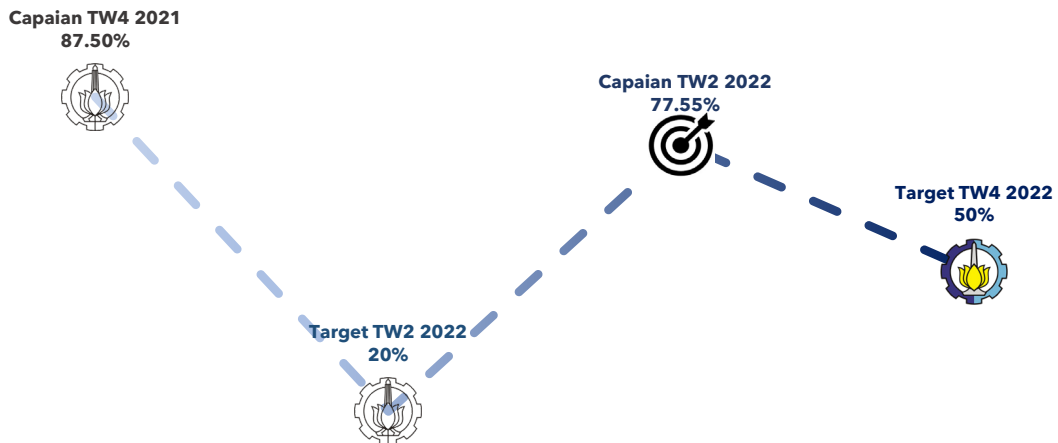 Capaian TW4 2021
87.50%
Target TW2 2022
20%
Capaian TW2 2022
77.55%
Target TW4 2022
50%